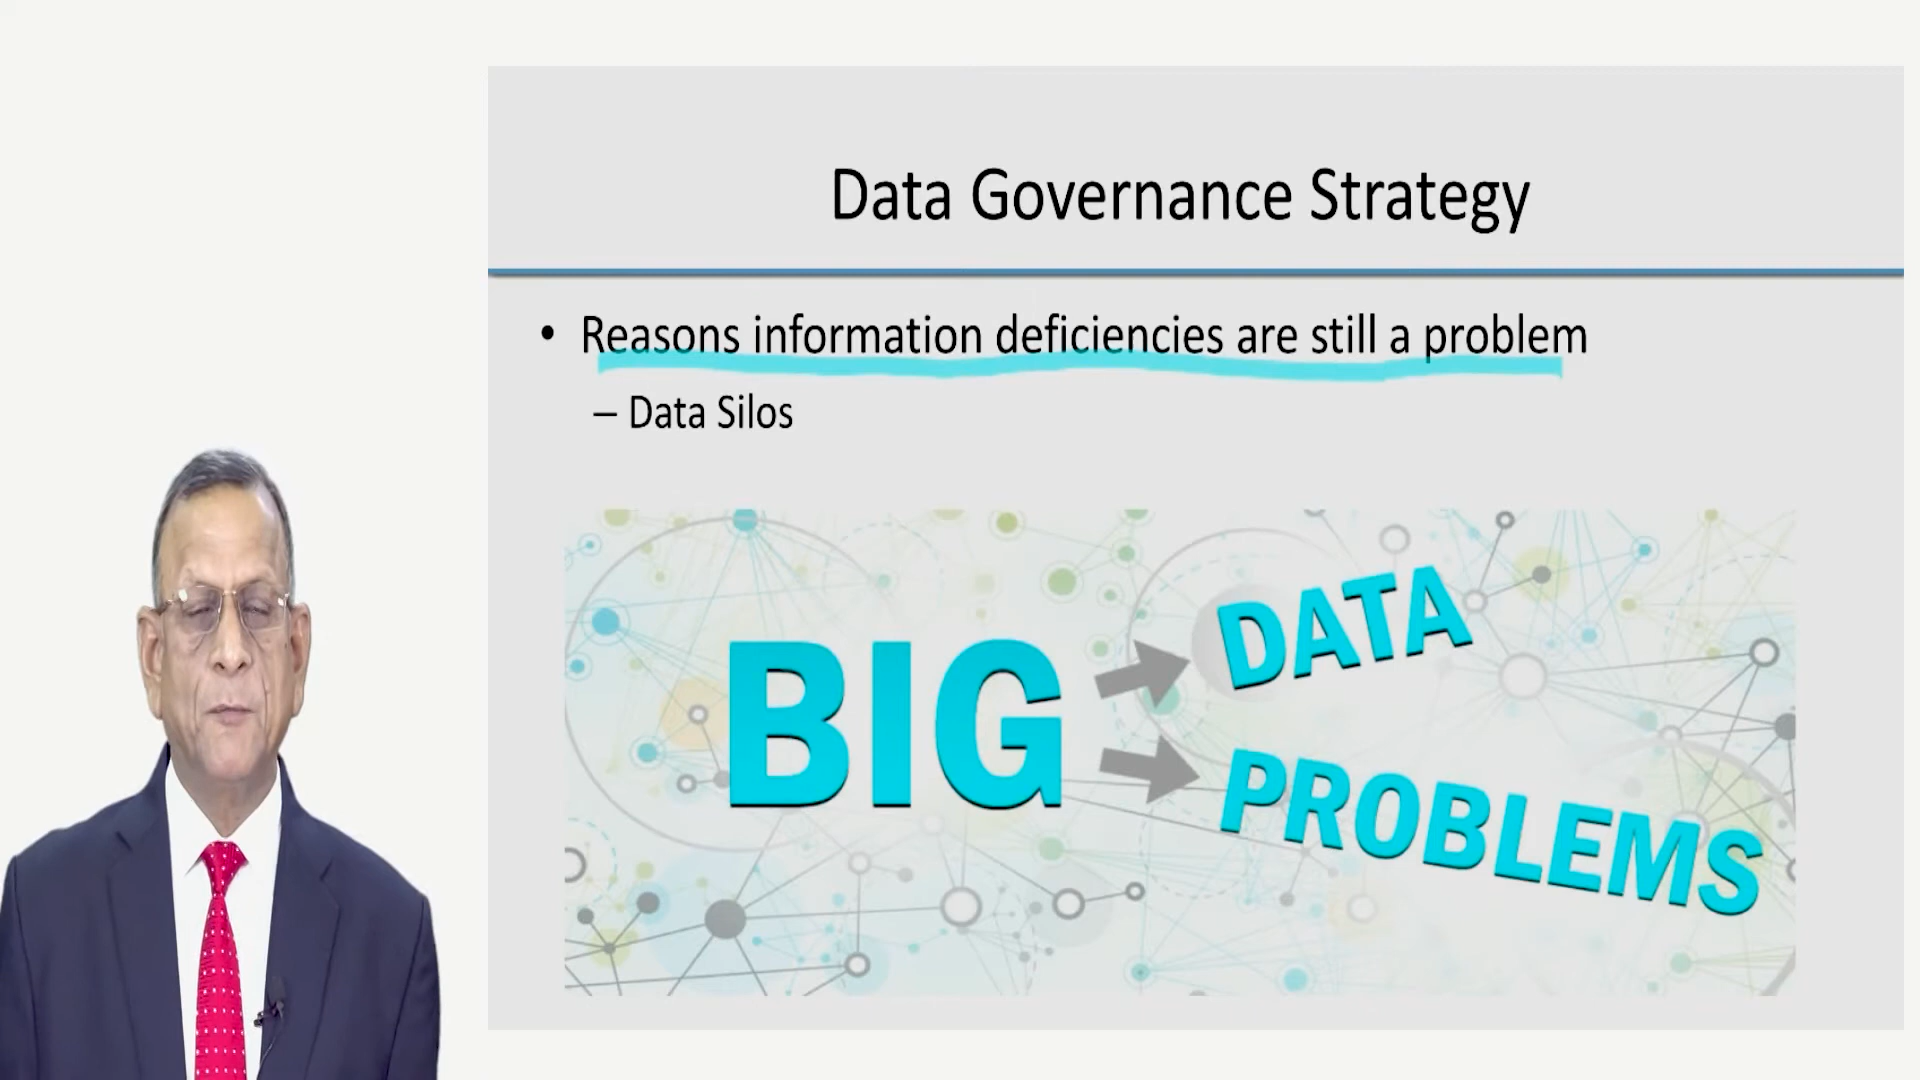 Data Governance Strategy
• Reasons information deficiencies are still a problem
– Data Silos
BIG
DATA
PROBLEMS